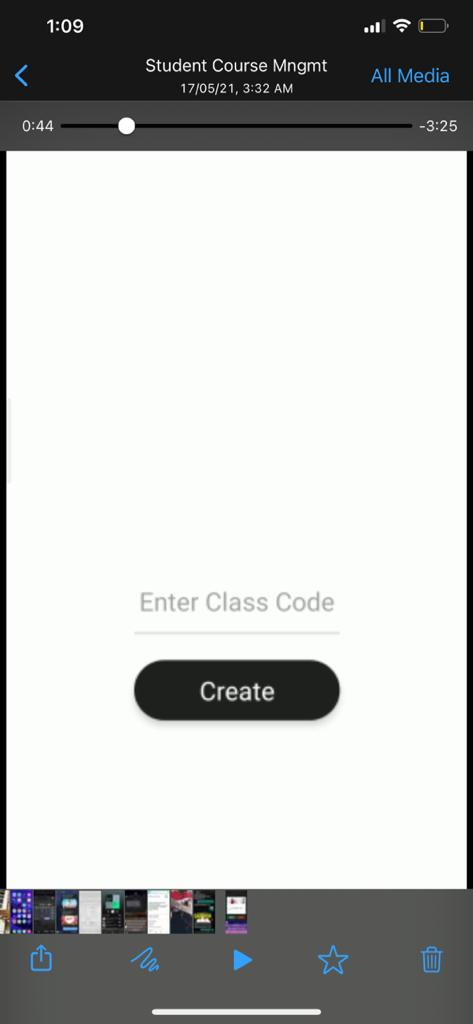 1:09
Student Course Mngmt
All Media
17/05/21, 3:32 AM
0:44
-3:25
Enter Class Code
Create